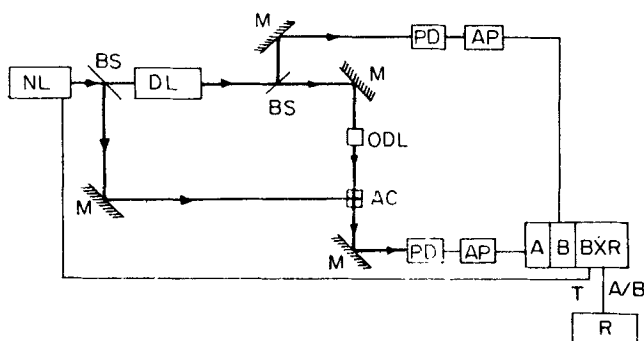 M
PD AP
BS M
NL DL
BS
ODL
M AC
PD AP A B BXR
M
T A/B
R